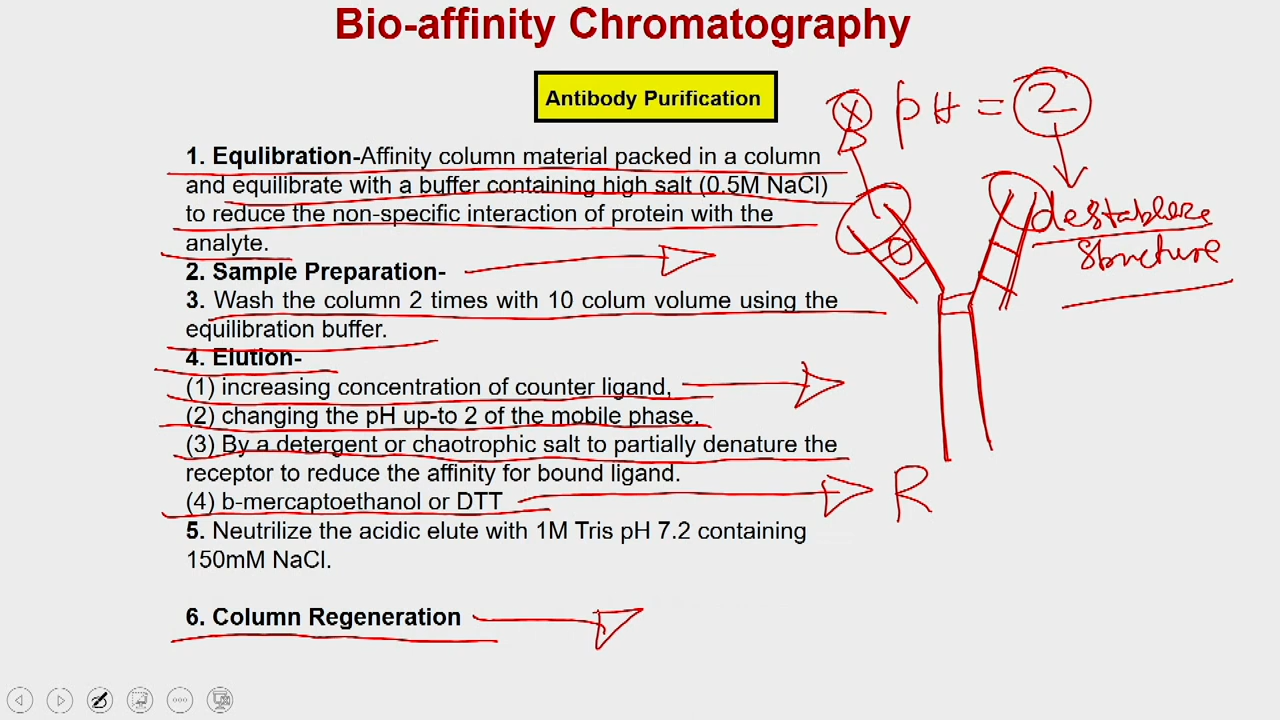 Bio-affinity Chromatography
Antibody Purification
1. Equlibration-Affinity column material packed in a column
and equilibrate with a buffer containing high salt (0.5M NaCl)
to reduce the non-specific interaction of protein with the
analyte.
2. Sample Preparation-
3. Wash the column 2 times with 10 colum volume using the
equilibration buffer.
4. Elution-
(1) increasing concentration of counter ligand,
(2) changing the pH up-to 2 of the mobile phase.
(3) By a detergent or chaotrophic salt to partially denature the
receptor to reduce the affinity for bound ligand.
(4) b-mercaptoethanol or DTT
5. Neutrilize the acidic elute with 1M Tris pH 7.2 containing
150mM NaCl.
6. Column Regeneration
X pH = 2
structure
R